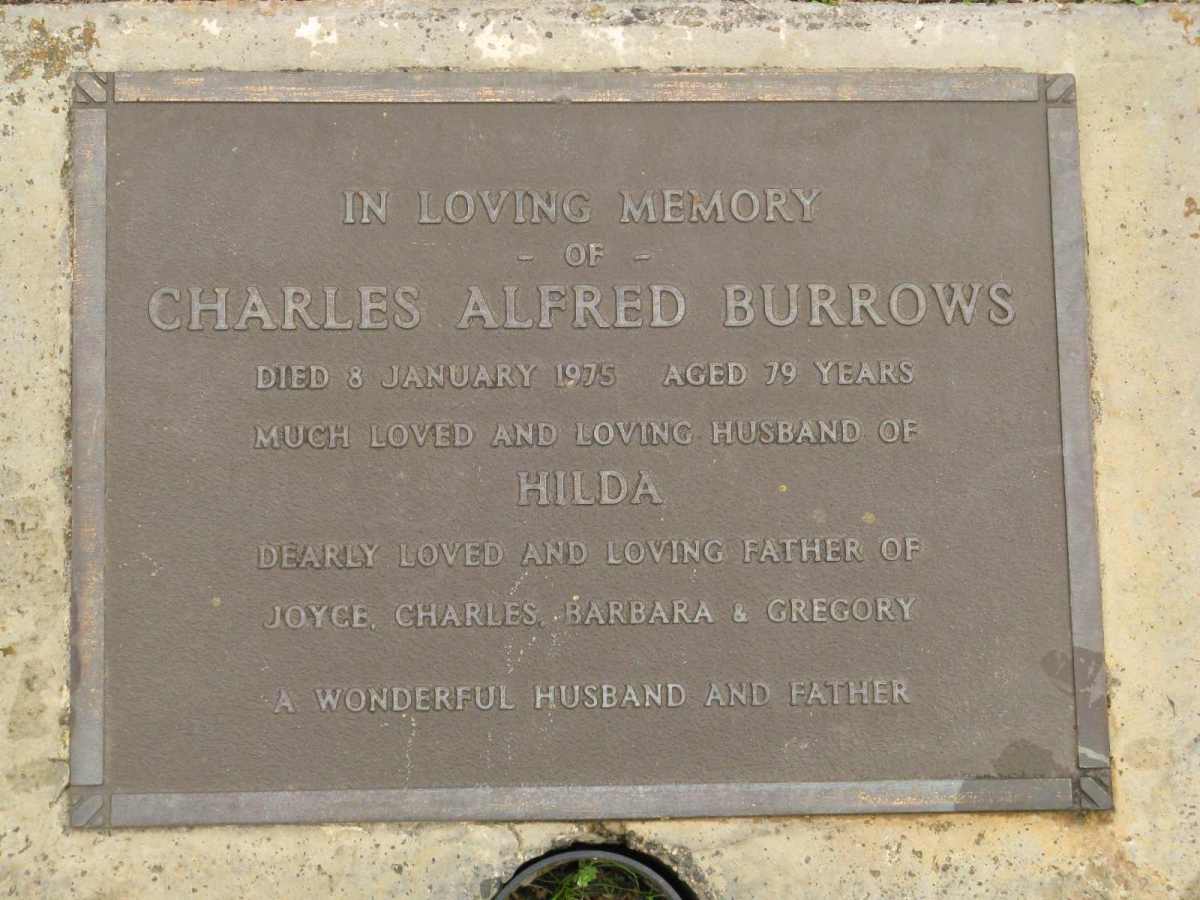 IN LOVING MEMORY
- OF -
CHARLES ALFRED BURROWS
DIED 8 JANUARY 1975 AGED 79 YEARS
MUCH LOVED AND LOVING HUSBAND OF
HILDA
DEARLY LOVED AND LOVING FATHER OF
JOYCE, CHARLES, BARBARA & GREGORY
A WONDERFUL HUSBAND AND FATHER